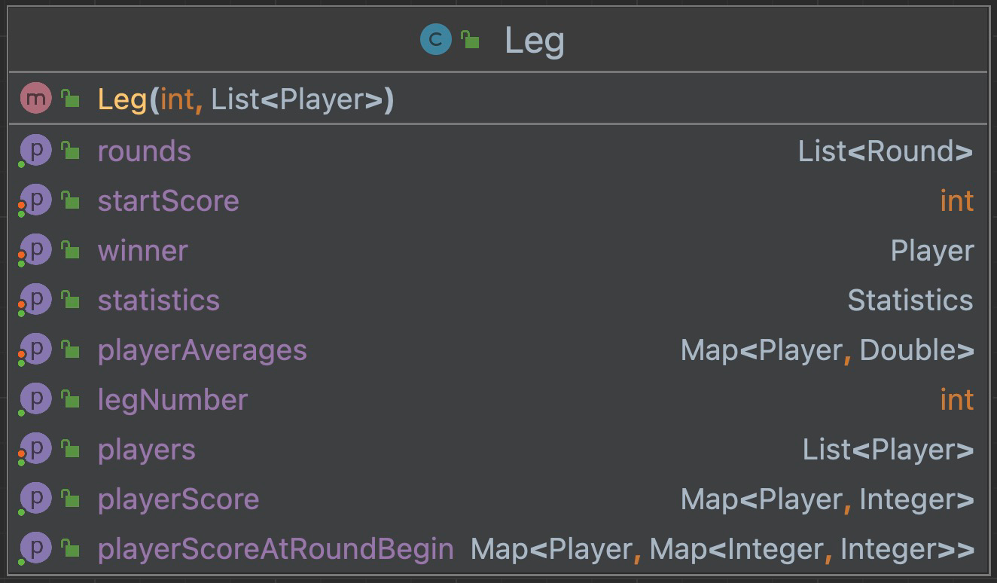 C Leg
m Leg(int, List<Player>)
p rounds List<Round>
p startScore int
p winner Player
p statistics Statistics
p playerAverages Map<Player, Double>
p legNumber int
p players List<Player>
p playerScore Map<Player, Integer>
p playerScoreAtRoundBegin Map<Player, Map<Integer, Integer>>